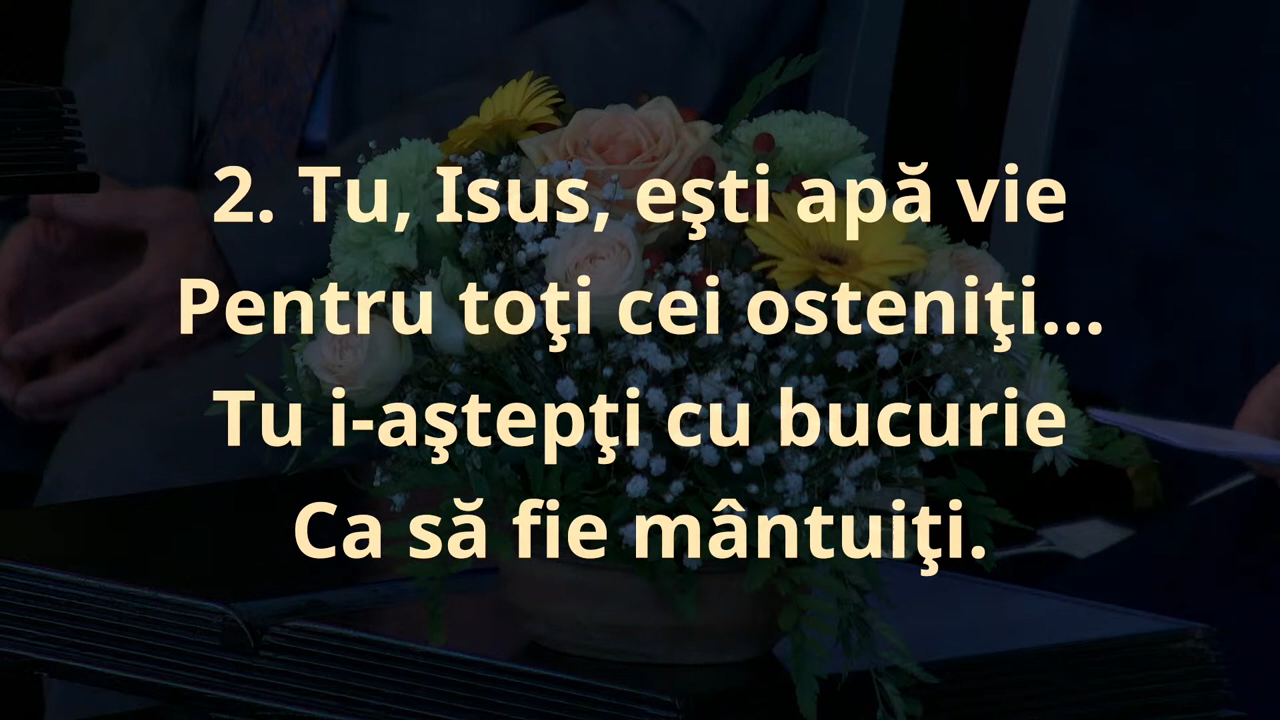 2. Tu, Isus, eşti apă vie
Pentru toţi cei osteniţi...
Tu i-aştepţi cu bucurie
Ca să fie mântuiţi.